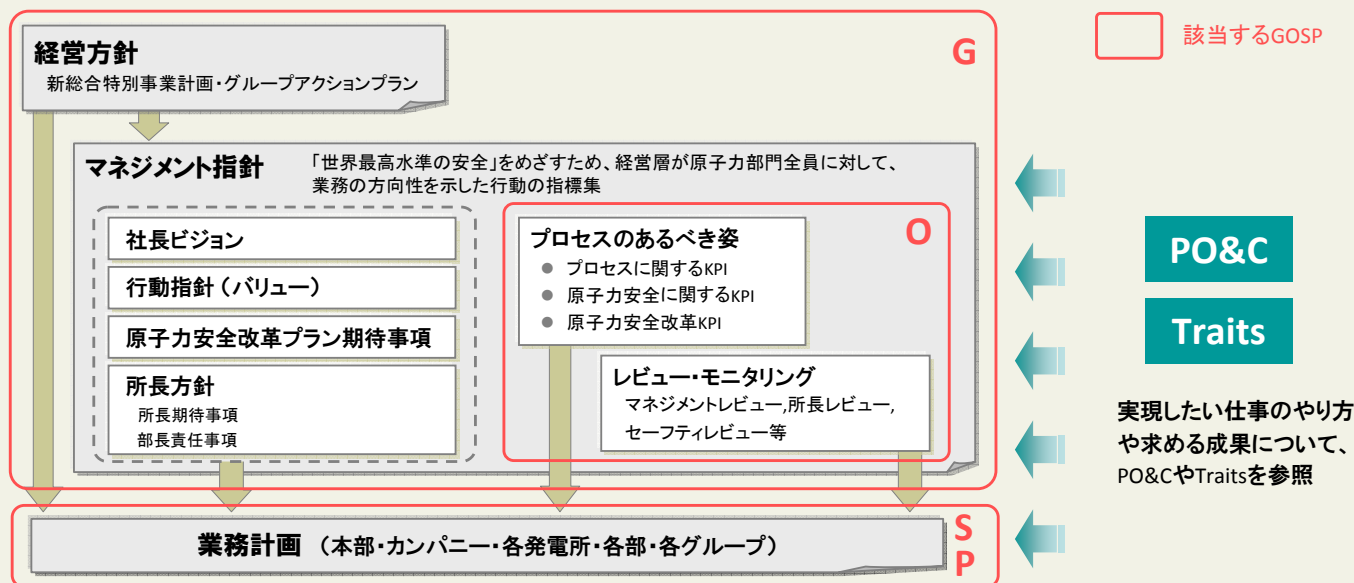 経営方針
新総合特別事業計画・グループアクションプラン
G
該当するGOSP
マネジメント指針
「世界最高水準の安全」をめざすため、経営層が原子力部門全員に対して、
業務の方向性を示した行動の指標集
社長ビジョン
行動指針（バリュー）
原子力安全改革プラン期待事項
所長方針
所長期待事項
部長責任事項
プロセスのあるべき姿
● プロセスに関するKPI
● 原子力安全に関するKPI
● 原子力安全改革KPI
O
レビュー・モニタリング
マネジメントレビュー,所長レビュー,
セーフティレビュー等
PO&C
Traits
実現したい仕事のやり方
や求める成果について、
PO&CやTraitsを参照
業務計画 （本部・カンパニー・各発電所・各部・各グループ）
S
P